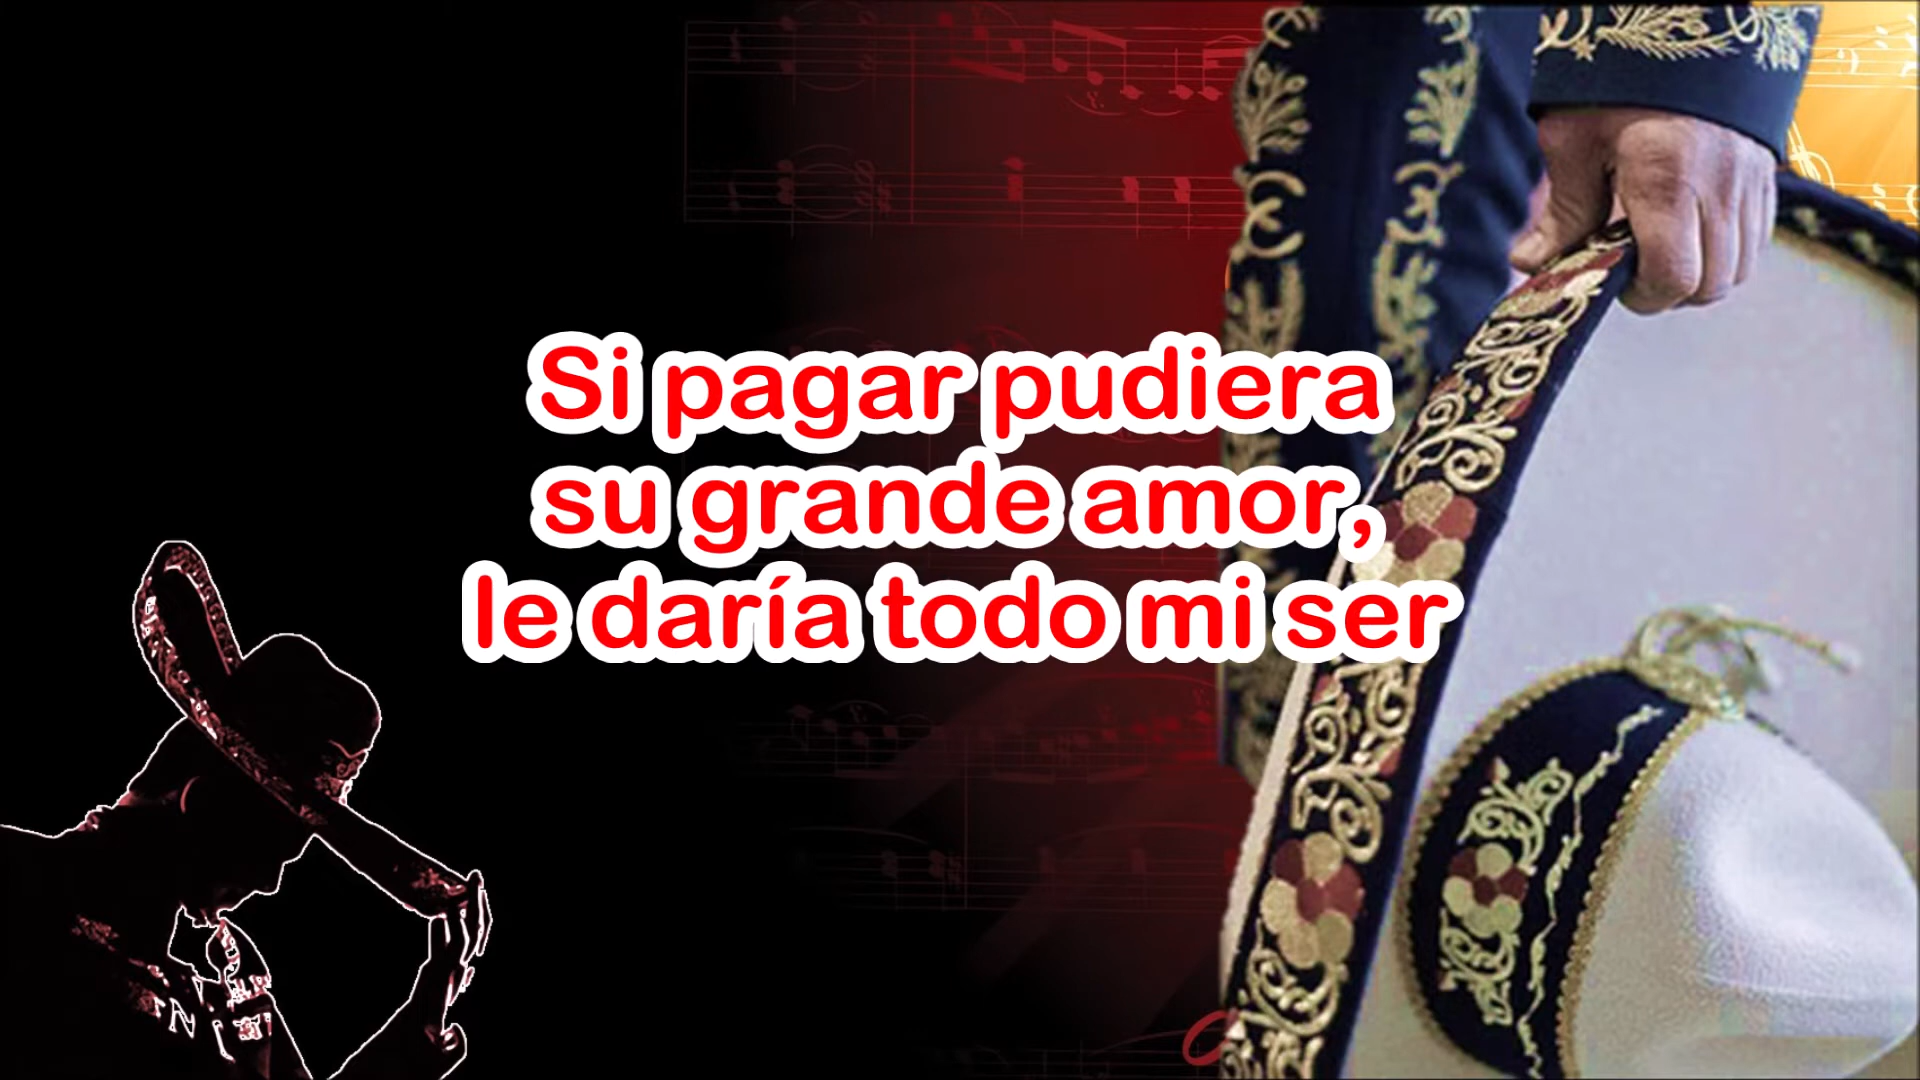 Si pagar pudiera
su grande amor,
le daría todo mi ser